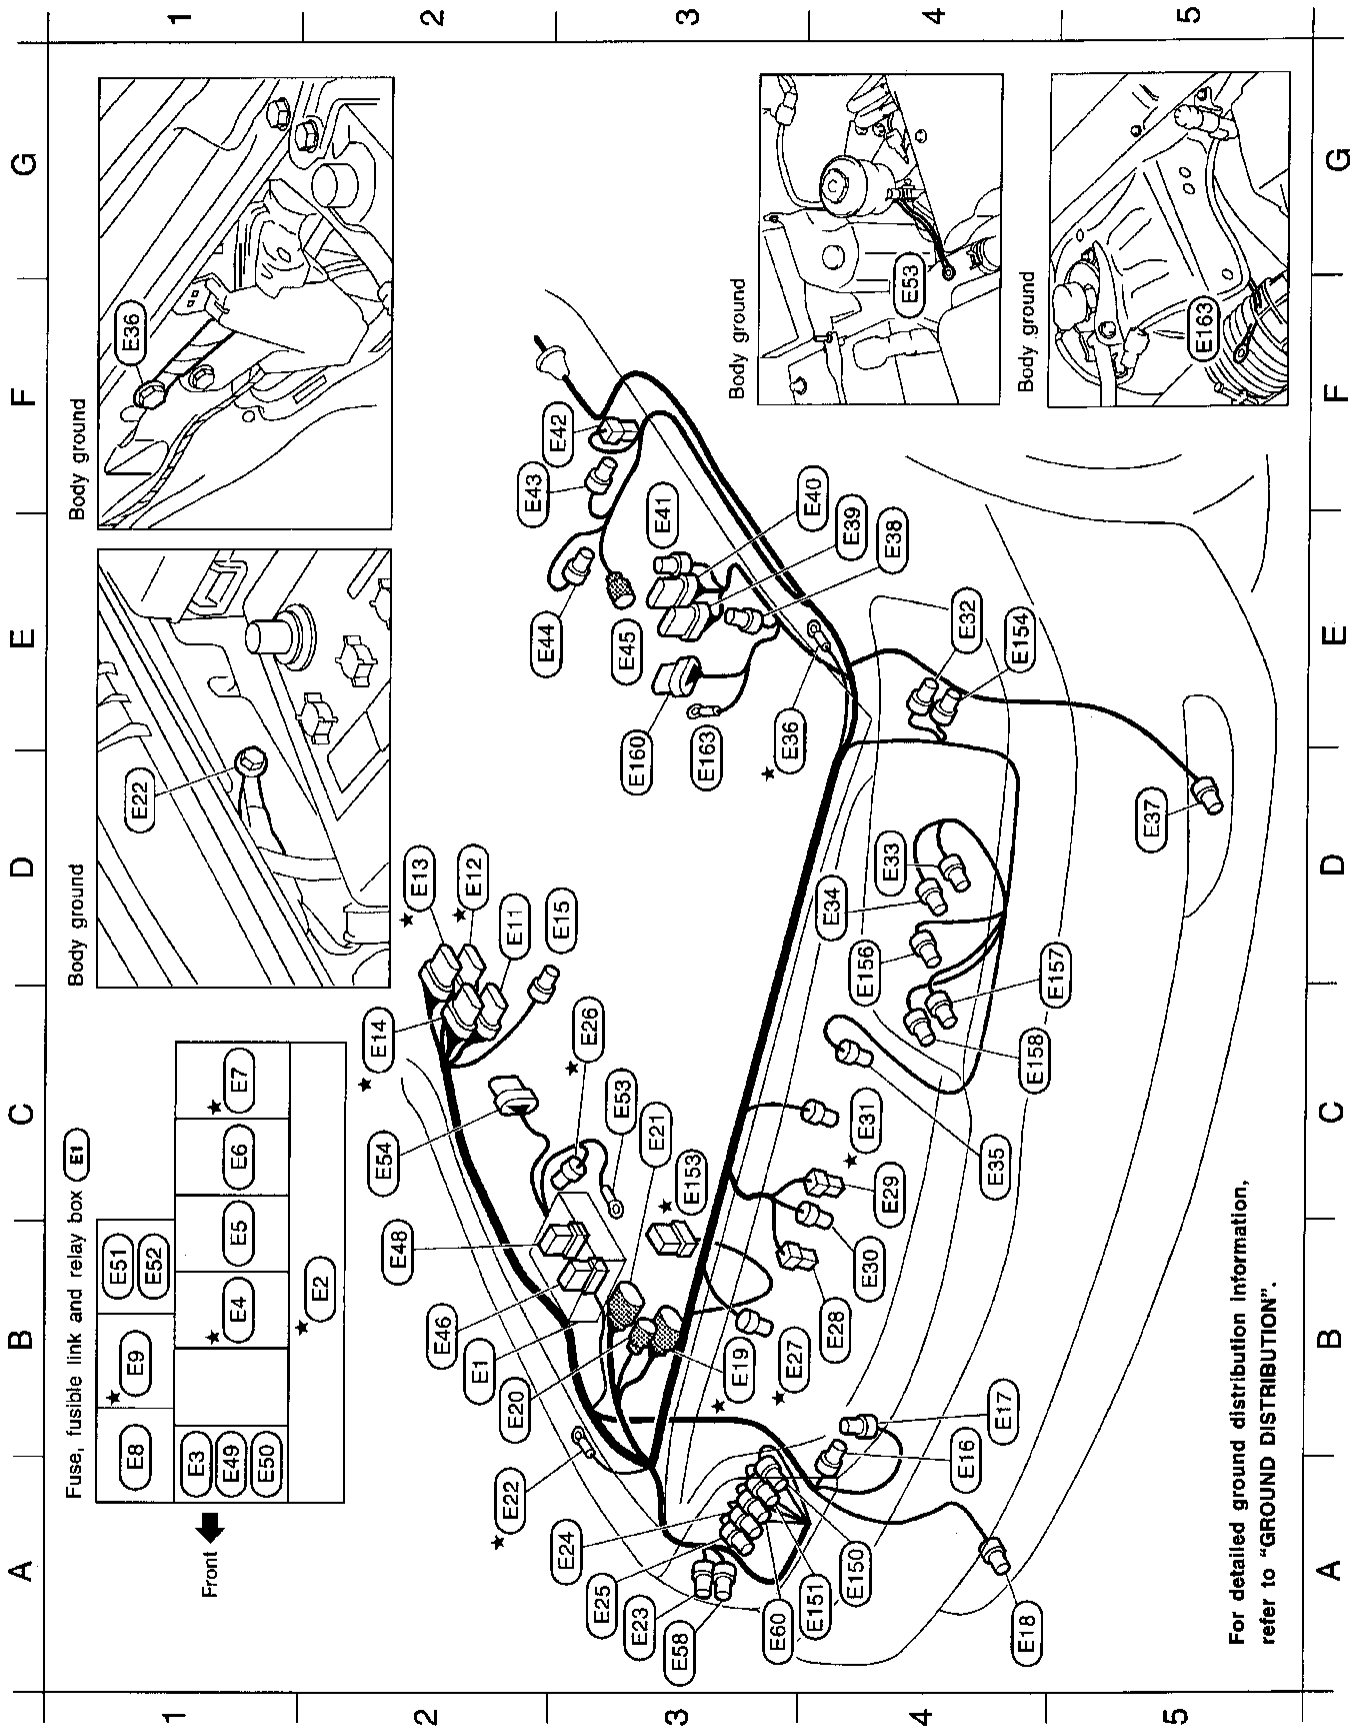 1
2
3
4
5
G
F
E
D
C
B
A
Body ground
E36
Body ground
E22
Body ground
E53
Body ground
E163
Fuse, fusible link and relay box E1
E51
E52
★ E9
E8
★ E7
E6
E5
★ E4
E3
E49
E50
★ E2
Front
E42
E43
E44
E45
E41
E40
E39
E38
E160
E163
★ E36
E32
E154
E37
★ E13
★ E12
E11
E15
★ E14
E54
★ E26
E53
E21
★ E153
E48
E46
E1
E20
★ E19
★ E27
E28
E30
E29
★ E31
E35
E33
E34
E156
E157
E158
★ E22
E24
E25
E23
E58
E60
E151
E150
E16
E17
E18
For detailed ground distribution information,
refer to "GROUND DISTRIBUTION".
G
F
E
D
C
B
A
1
2
3
4
5